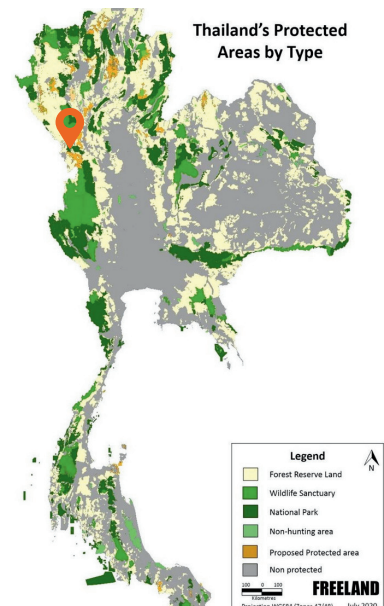 Thailand's Protected
Areas by Type
Legend
N
Forest Reserve Land
Wildlife Sanctuary
National Park
Non-hunting area
Proposed Protected area
Non protected
100 0 100
Kilometres
FREELAND
July 2020